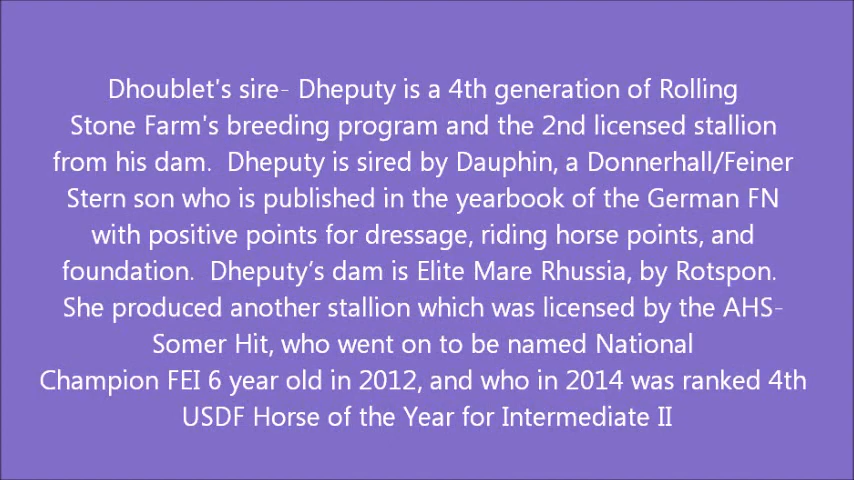 Dhoublet's sire- Dheputy is a 4th generation of Rolling
Stone Farm's breeding program and the 2nd licensed stallion
from his dam.  Dheputy is sired by Dauphin, a Donnerhall/Feiner
Stern son who is published in the yearbook of the German FN
with positive points for dressage, riding horse points, and
foundation.  Dheputy’s dam is Elite Mare Rhussia, by Rotspon.
She produced another stallion which was licensed by the AHS-
Somer Hit, who went on to be named National
Champion FEI 6 year old in 2012, and who in 2014 was ranked 4th
USDF Horse of the Year for Intermediate II